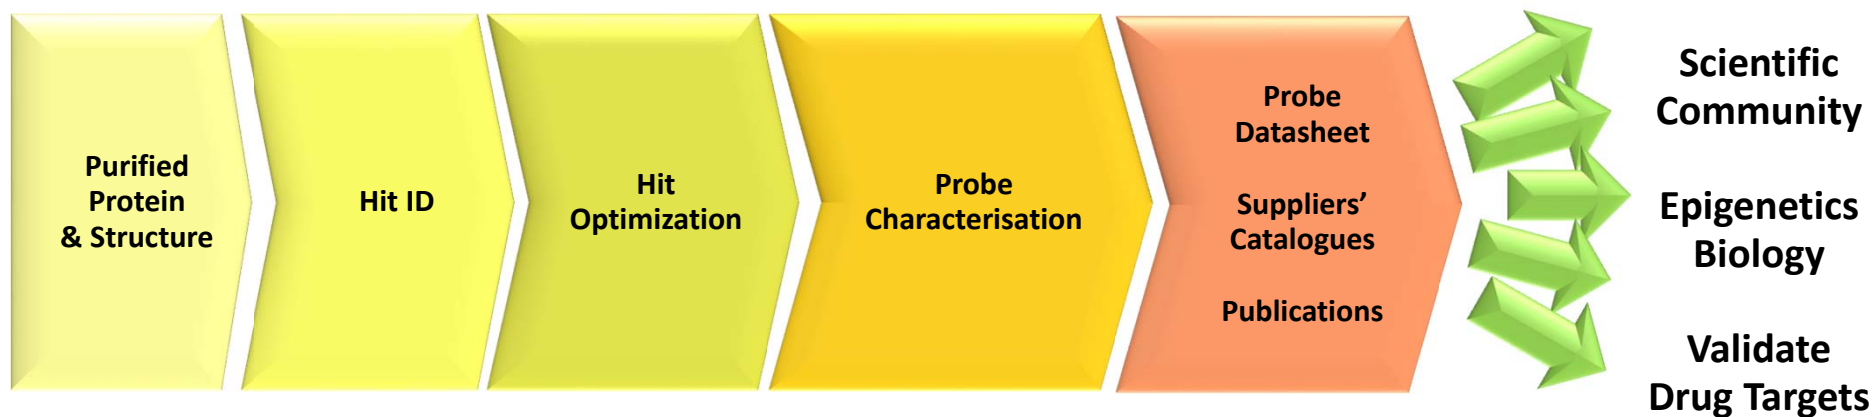 Purified
Protein
& Structure
Hit ID
Hit
Optimization
Probe
Characterisation
Probe
Datasheet
Suppliers’
Catalogues
Publications
Scientific
Community
Epigenetics
Biology
Validate
Drug Targets